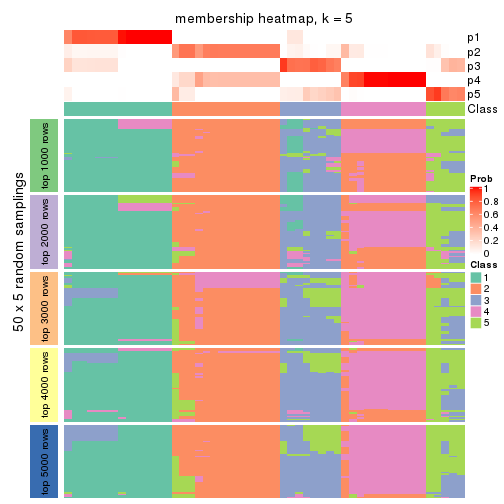 membership heatmap, k = 5
p1
p2
p3
p4
p5
Class
50 x 5 random samplings
top 1000 rows
top 2000 rows
top 3000 rows
top 4000 rows
top 5000 rows
Prob
1
0.8
0.6
0.4
0.2
0
Class
1
2
3
4
5